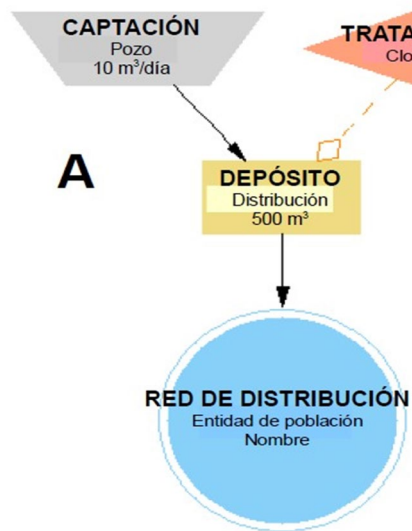 CAPTACIÓN
Pozo
10 m³/día
TRATA
Clo
A
DEPÓSITO
Distribución
500 m³
RED DE DISTRIBUCIÓN
Entidad de población
Nombre